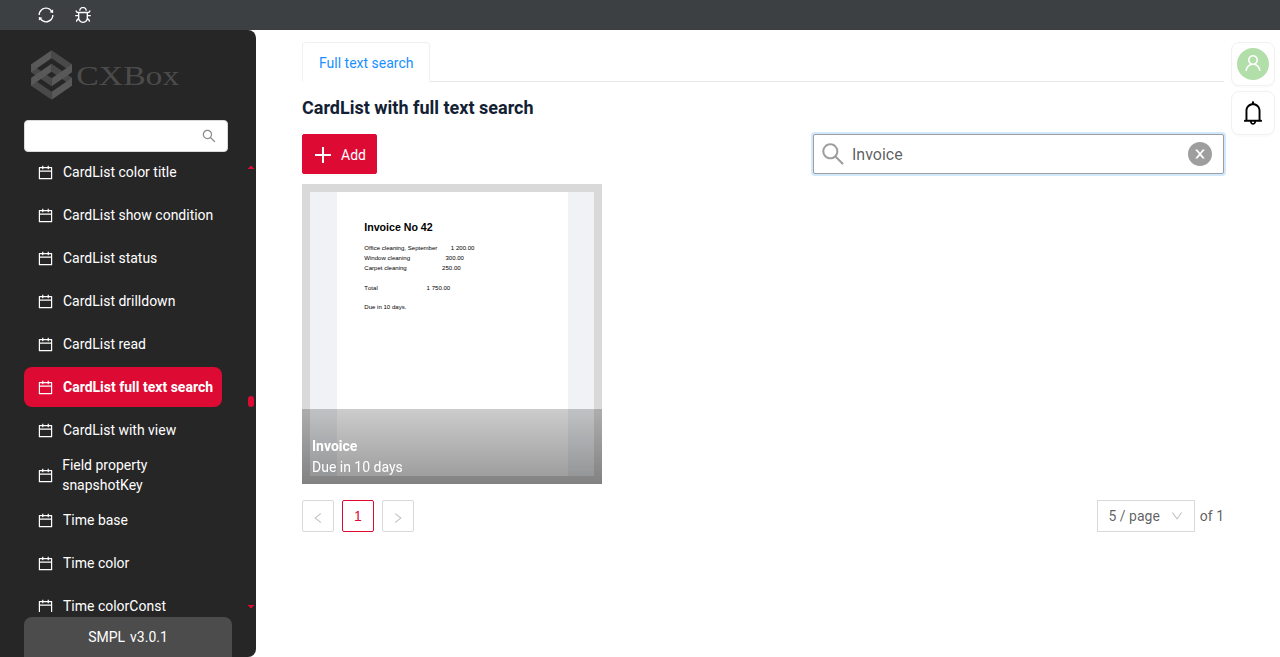 CXBox
CardList color title
CardList show condition
CardList status
CardList drilldown
CardList read
CardList full text search
CardList with view
Field property
snapshotKey
Time base
Time color
Time colorConst
SMPL v3.0.1
Full text search
CardList with full text search
Add
Invoice
Invoice No 42
Office cleaning, September 1 200.00
Window cleaning 300.00
Carpet cleaning 250.00
Total 1 750.00
Due in 10 days.
Invoice
Due in 10 days
< 1 >
5 / page of 1